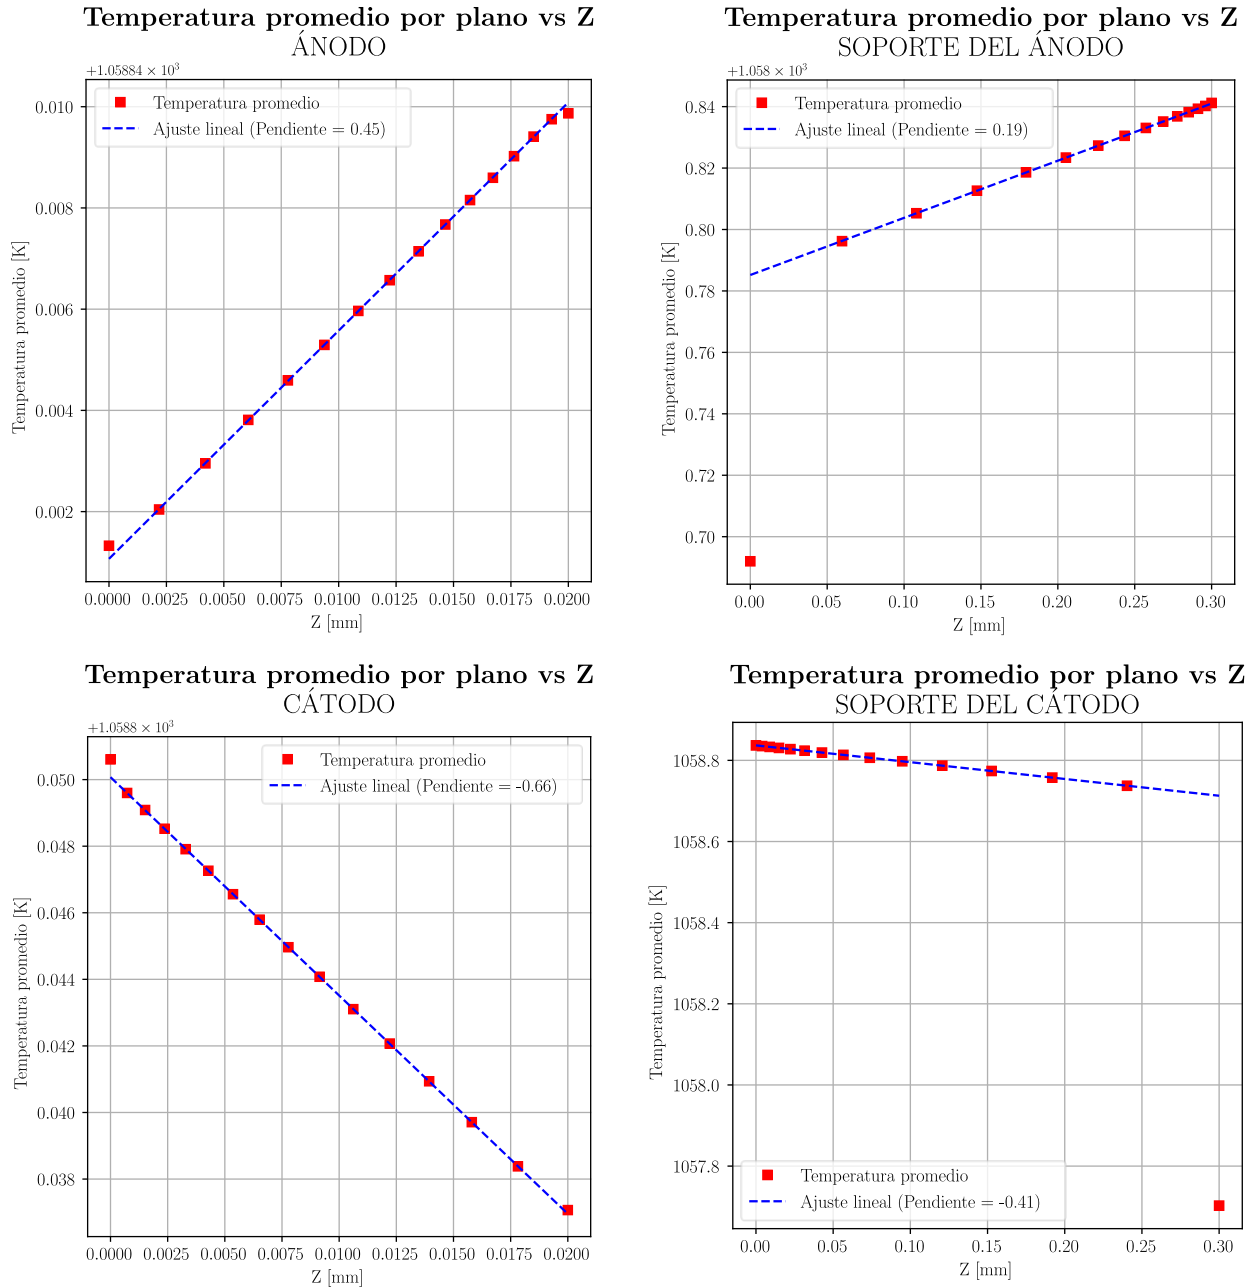 Temperatura promedio por plano vs Z
ÁNODO
+1.05884 × 10³
Temperatura promedio
Ajuste lineal (Pendiente = 0.45)
0.010
0.008
0.006
0.004
0.002
Temperatura promedio [K]
0.0000 0.0025 0.0050 0.0075 0.0100 0.0125 0.0150 0.0175 0.0200
Z [mm]
Temperatura promedio por plano vs Z
SOPORTE DEL ÁNODO
+1.058 × 10³
Temperatura promedio
Ajuste lineal (Pendiente = 0.19)
0.84
0.82
0.80
0.78
0.76
0.74
0.72
0.70
Temperatura promedio [K]
0.00 0.05 0.10 0.15 0.20 0.25 0.30
Z [mm]
Temperatura promedio por plano vs Z
CÁTODO
+1.0588 × 10³
Temperatura promedio
Ajuste lineal (Pendiente = -0.66)
0.050
0.048
0.046
0.044
0.042
0.040
0.038
Temperatura promedio [K]
0.0000 0.0025 0.0050 0.0075 0.0100 0.0125 0.0150 0.0175 0.0200
Z [mm]
Temperatura promedio por plano vs Z
SOPORTE DEL CÁTODO
1058.8
1058.6
1058.4
1058.2
1058.0
1057.8
Temperatura promedio [K]
Temperatura promedio
Ajuste lineal (Pendiente = -0.41)
0.00 0.05 0.10 0.15 0.20 0.25 0.30
Z [mm]